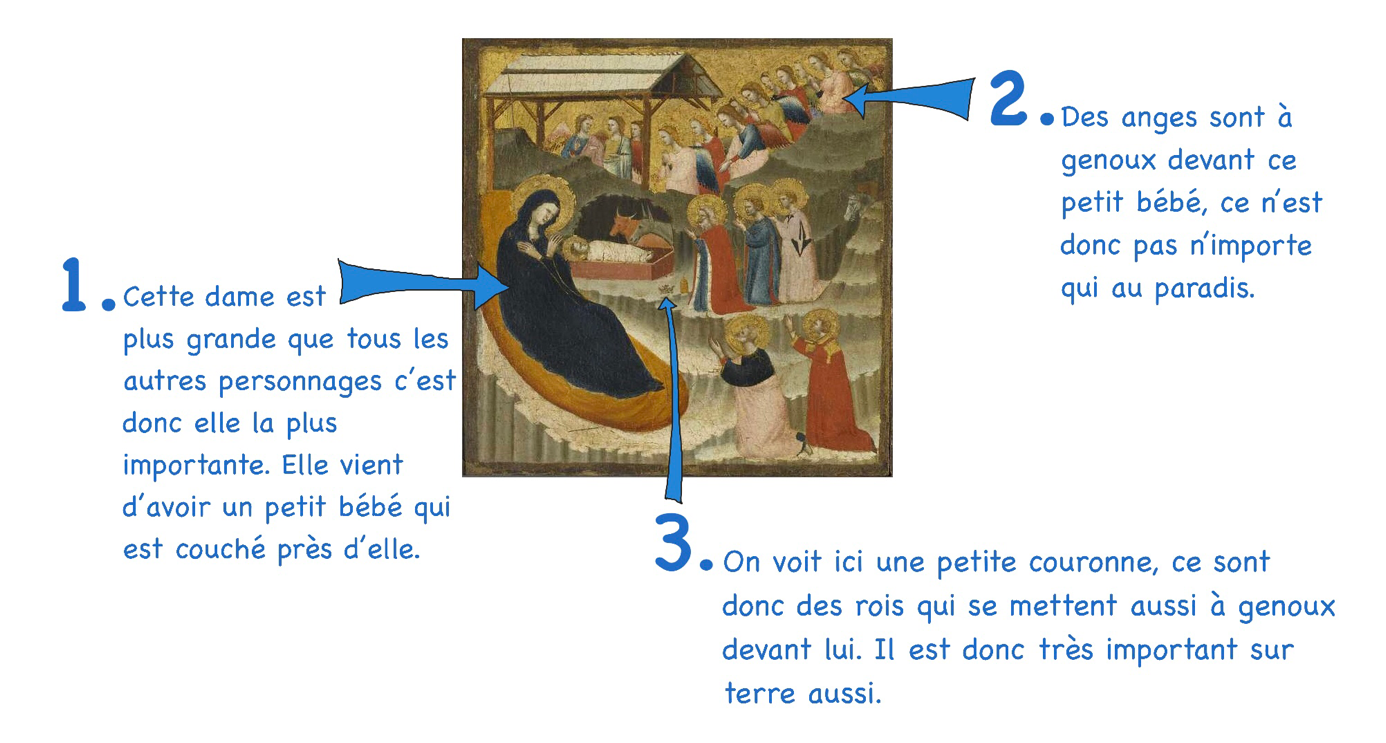 1. Cette dame est
plus grande que tous les
autres personnages c'est
donc elle la plus
importante. Elle vient
d'avoir un petit bébé qui
est couché près d'elle.
2. Des anges sont à
genoux devant ce
petit bébé, ce n'est
donc pas n'importe
qui au paradis.
3. On voit ici une petite couronne, ce sont
donc des rois qui se mettent aussi à genoux
devant lui. Il est donc très important sur
terre aussi.